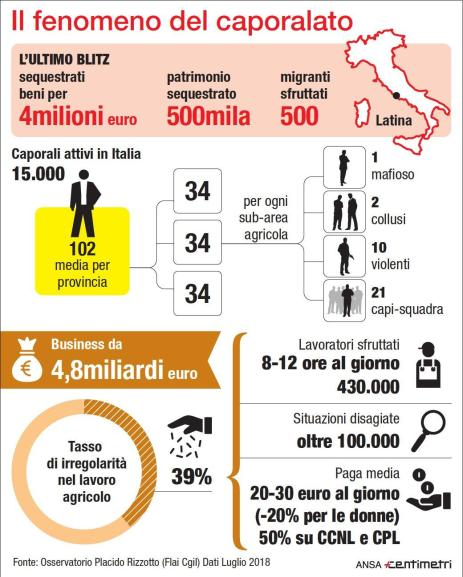 Il fenomeno del caporalato
L'ULTIMO BLITZ
sequestrati
beni per
4milioni euro
patrimonio
sequestrato
500mila
migranti
sfruttati
500
Latina
Caporali attivi in Italia
15.000
102
media per
provincia
34
34
34
per ogni
sub-area
agricola
1
mafioso
2
collusi
10
violenti
21
capi-squadra
Business da
4,8miliardi euro
€
Tasso
di irregolarità
nel lavoro
agricolo
39%
Lavoratori sfruttati
8-12 ore al giorno
430.000
Situazioni disagiate
oltre 100.000
Paga media
20-30 euro al giorno
(-20% per le donne)
50% su CCNL e CPL
Fonte: Osservatorio Placido Rizzotto (Flai Cgil) Dati Luglio 2018
ANSA centimetri